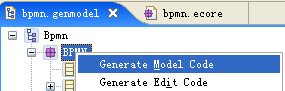 bpmn.genmodel
bpmn.ecore
Bpmn
BPMN
Generate Model Code
Generate Edit Code